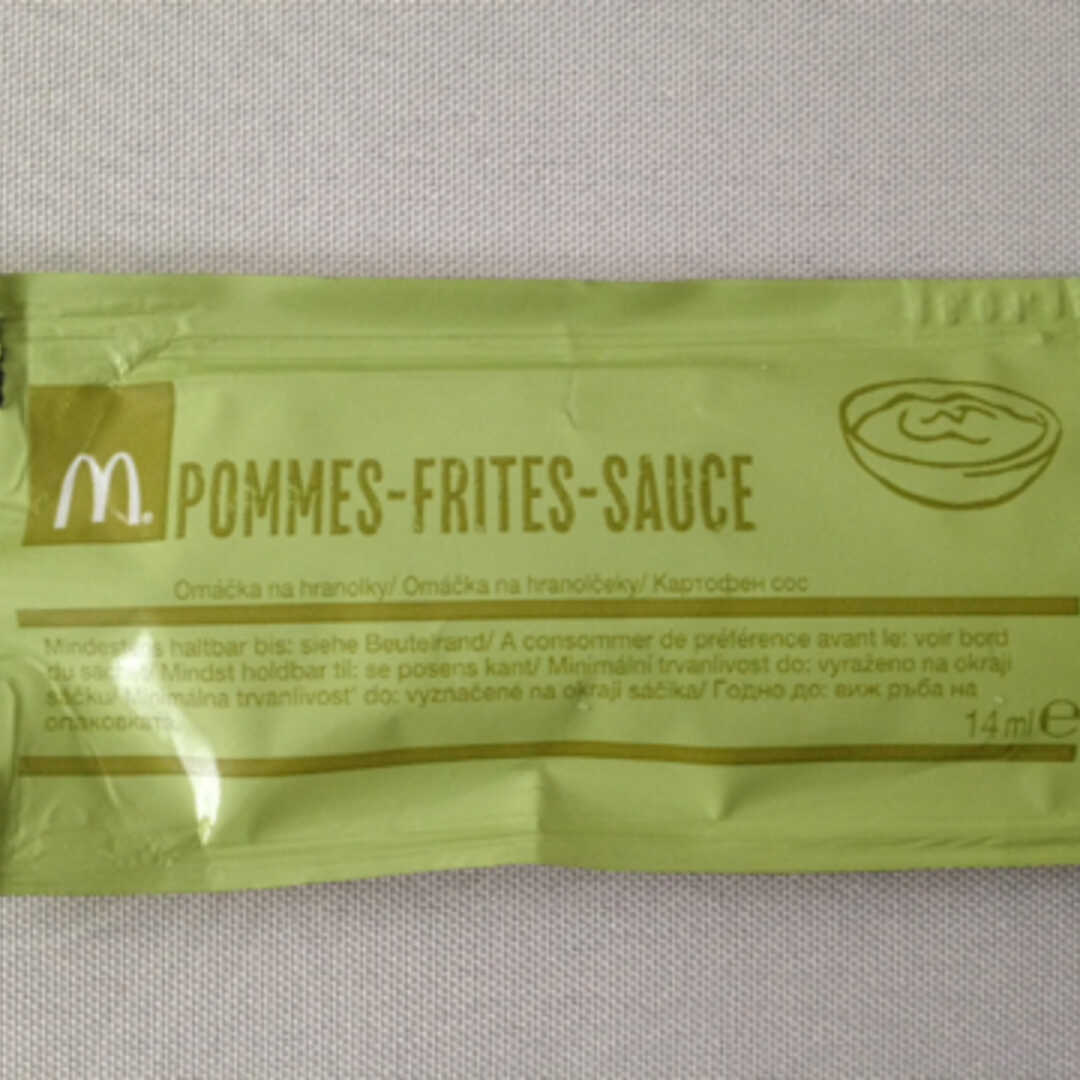 POMMES-FRITES-SAUCE
Omáčka na hranolky/ Omáčka na hranolčeky/ Картофен сос
Mindestens haltbar bis: siehe Beutelrand/ A consommer de préférence avant le: voir bord
du sachet/ Mindst holdbar til: se posens kant/ Minimální trvanlivost do: vyraženo na okraji
sáčku/ Minimálna trvanlivosť do: vyznačené na okraji sáčika/ Годно до: виж ръба на
опаковката
14 ml e